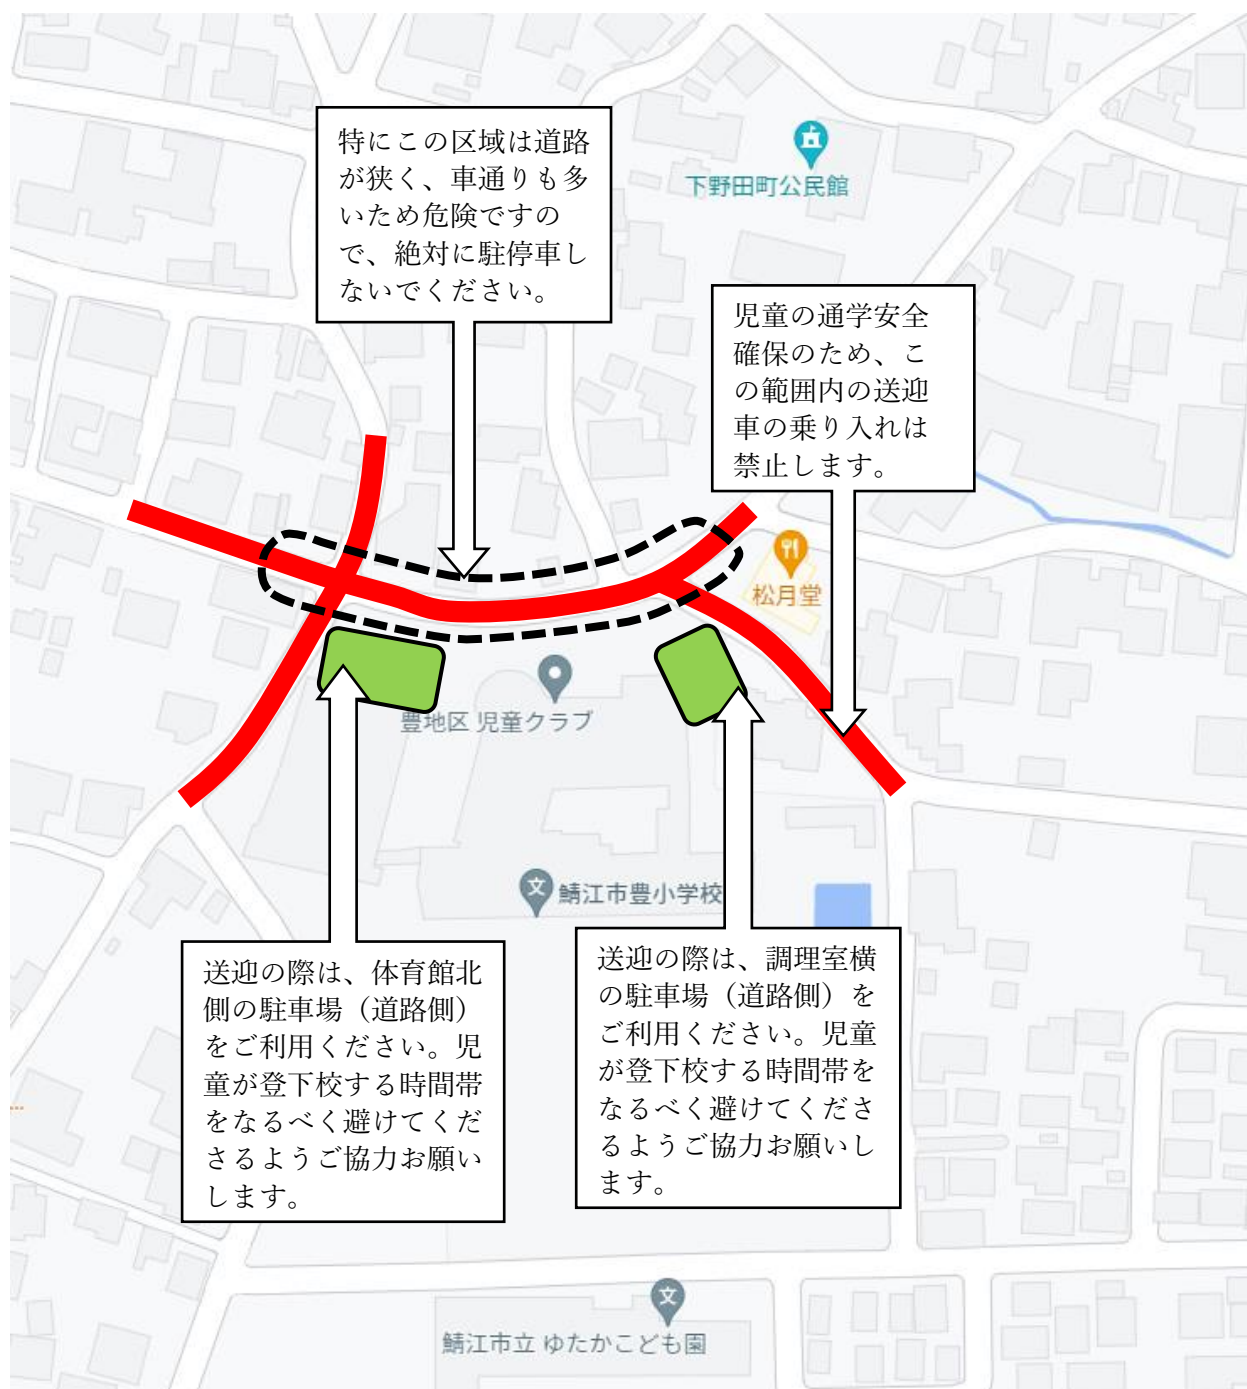 特にこの区域は道路
が狭く、車通りも多
いため危険ですの
で、絶対に駐停車し
ないでください。
下野田町公民館
児童の通学安全
確保のため、こ
の範囲内の送迎
車の乗り入れは
禁止します。
松月堂
豊地区 児童クラブ
文
鯖江市豊小学校
送迎の際は、体育館北
側の駐車場（道路側）
をご利用ください。児
童が登下校する時間帯
をなるべく避けてくだ
さるようご協力お願い
します。
送迎の際は、調理室横
の駐車場（道路側）を
ご利用ください。児童
が登下校する時間帯を
なるべく避けてくださ
るようご協力お願いし
ます。
文
鯖江市立 ゆたかこども園